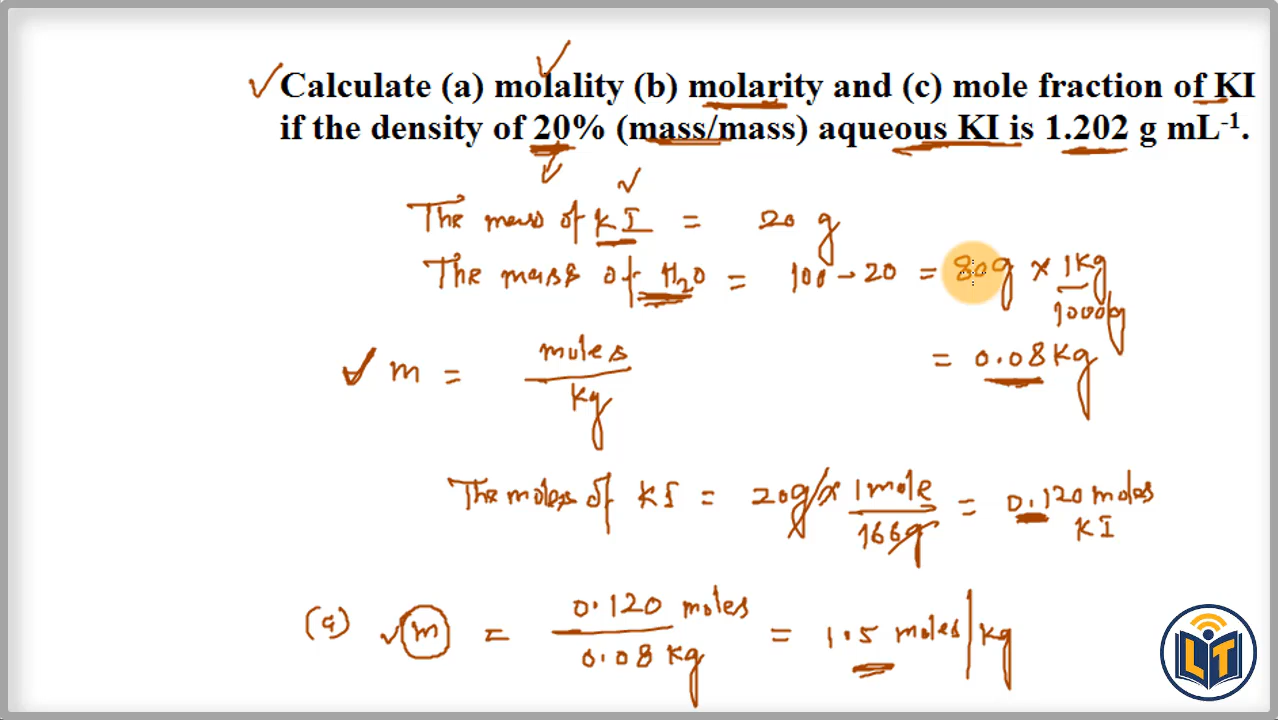 Calculate (a) molality (b) molarity and (c) mole fraction of KI
if the density of 20% (mass/mass) aqueous KI is 1.202 g mL-1.
The mass of KI = 20 g
The mass of H2O = 100 - 20 = 80g × 1Kg/1000g
= 0.08Kg
m = moles/kg
The moles of KI = 20g × 1mole/166g = 0.120 moles KI
(a) m = 0.120 moles/0.08 kg = 1.5 moles/kg
LT